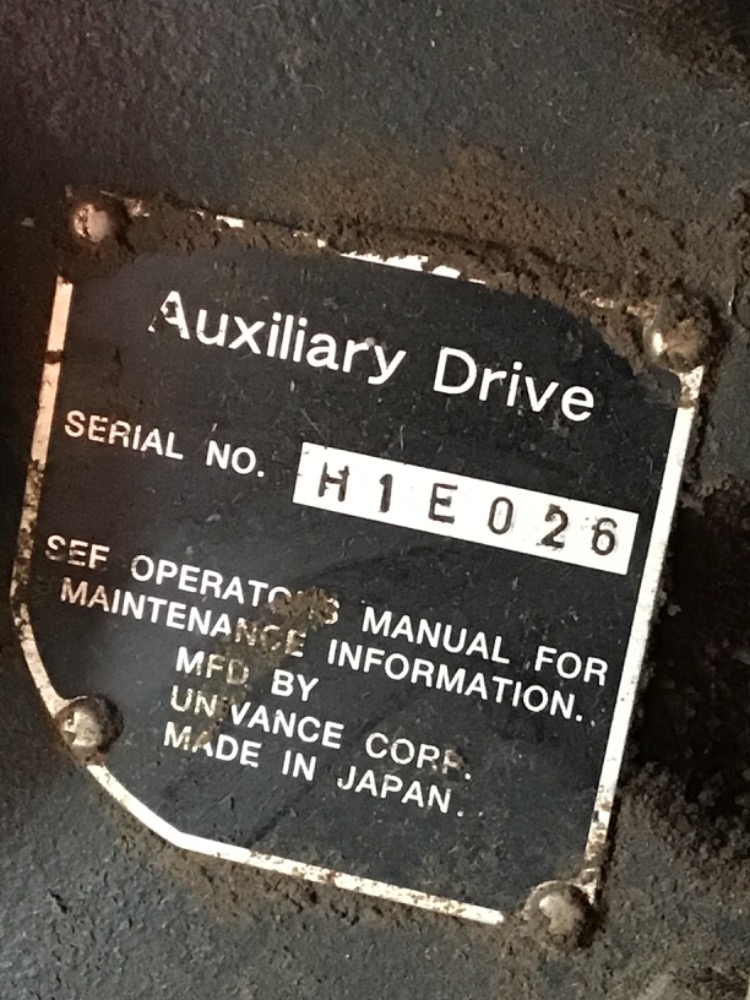 Auxiliary Drive
SERIAL NO. H1E026
SEE OPERATORS MANUAL FOR
MAINTENANCE INFORMATION.
MFD BY
UNIVANCE CORP.
MADE IN JAPAN.